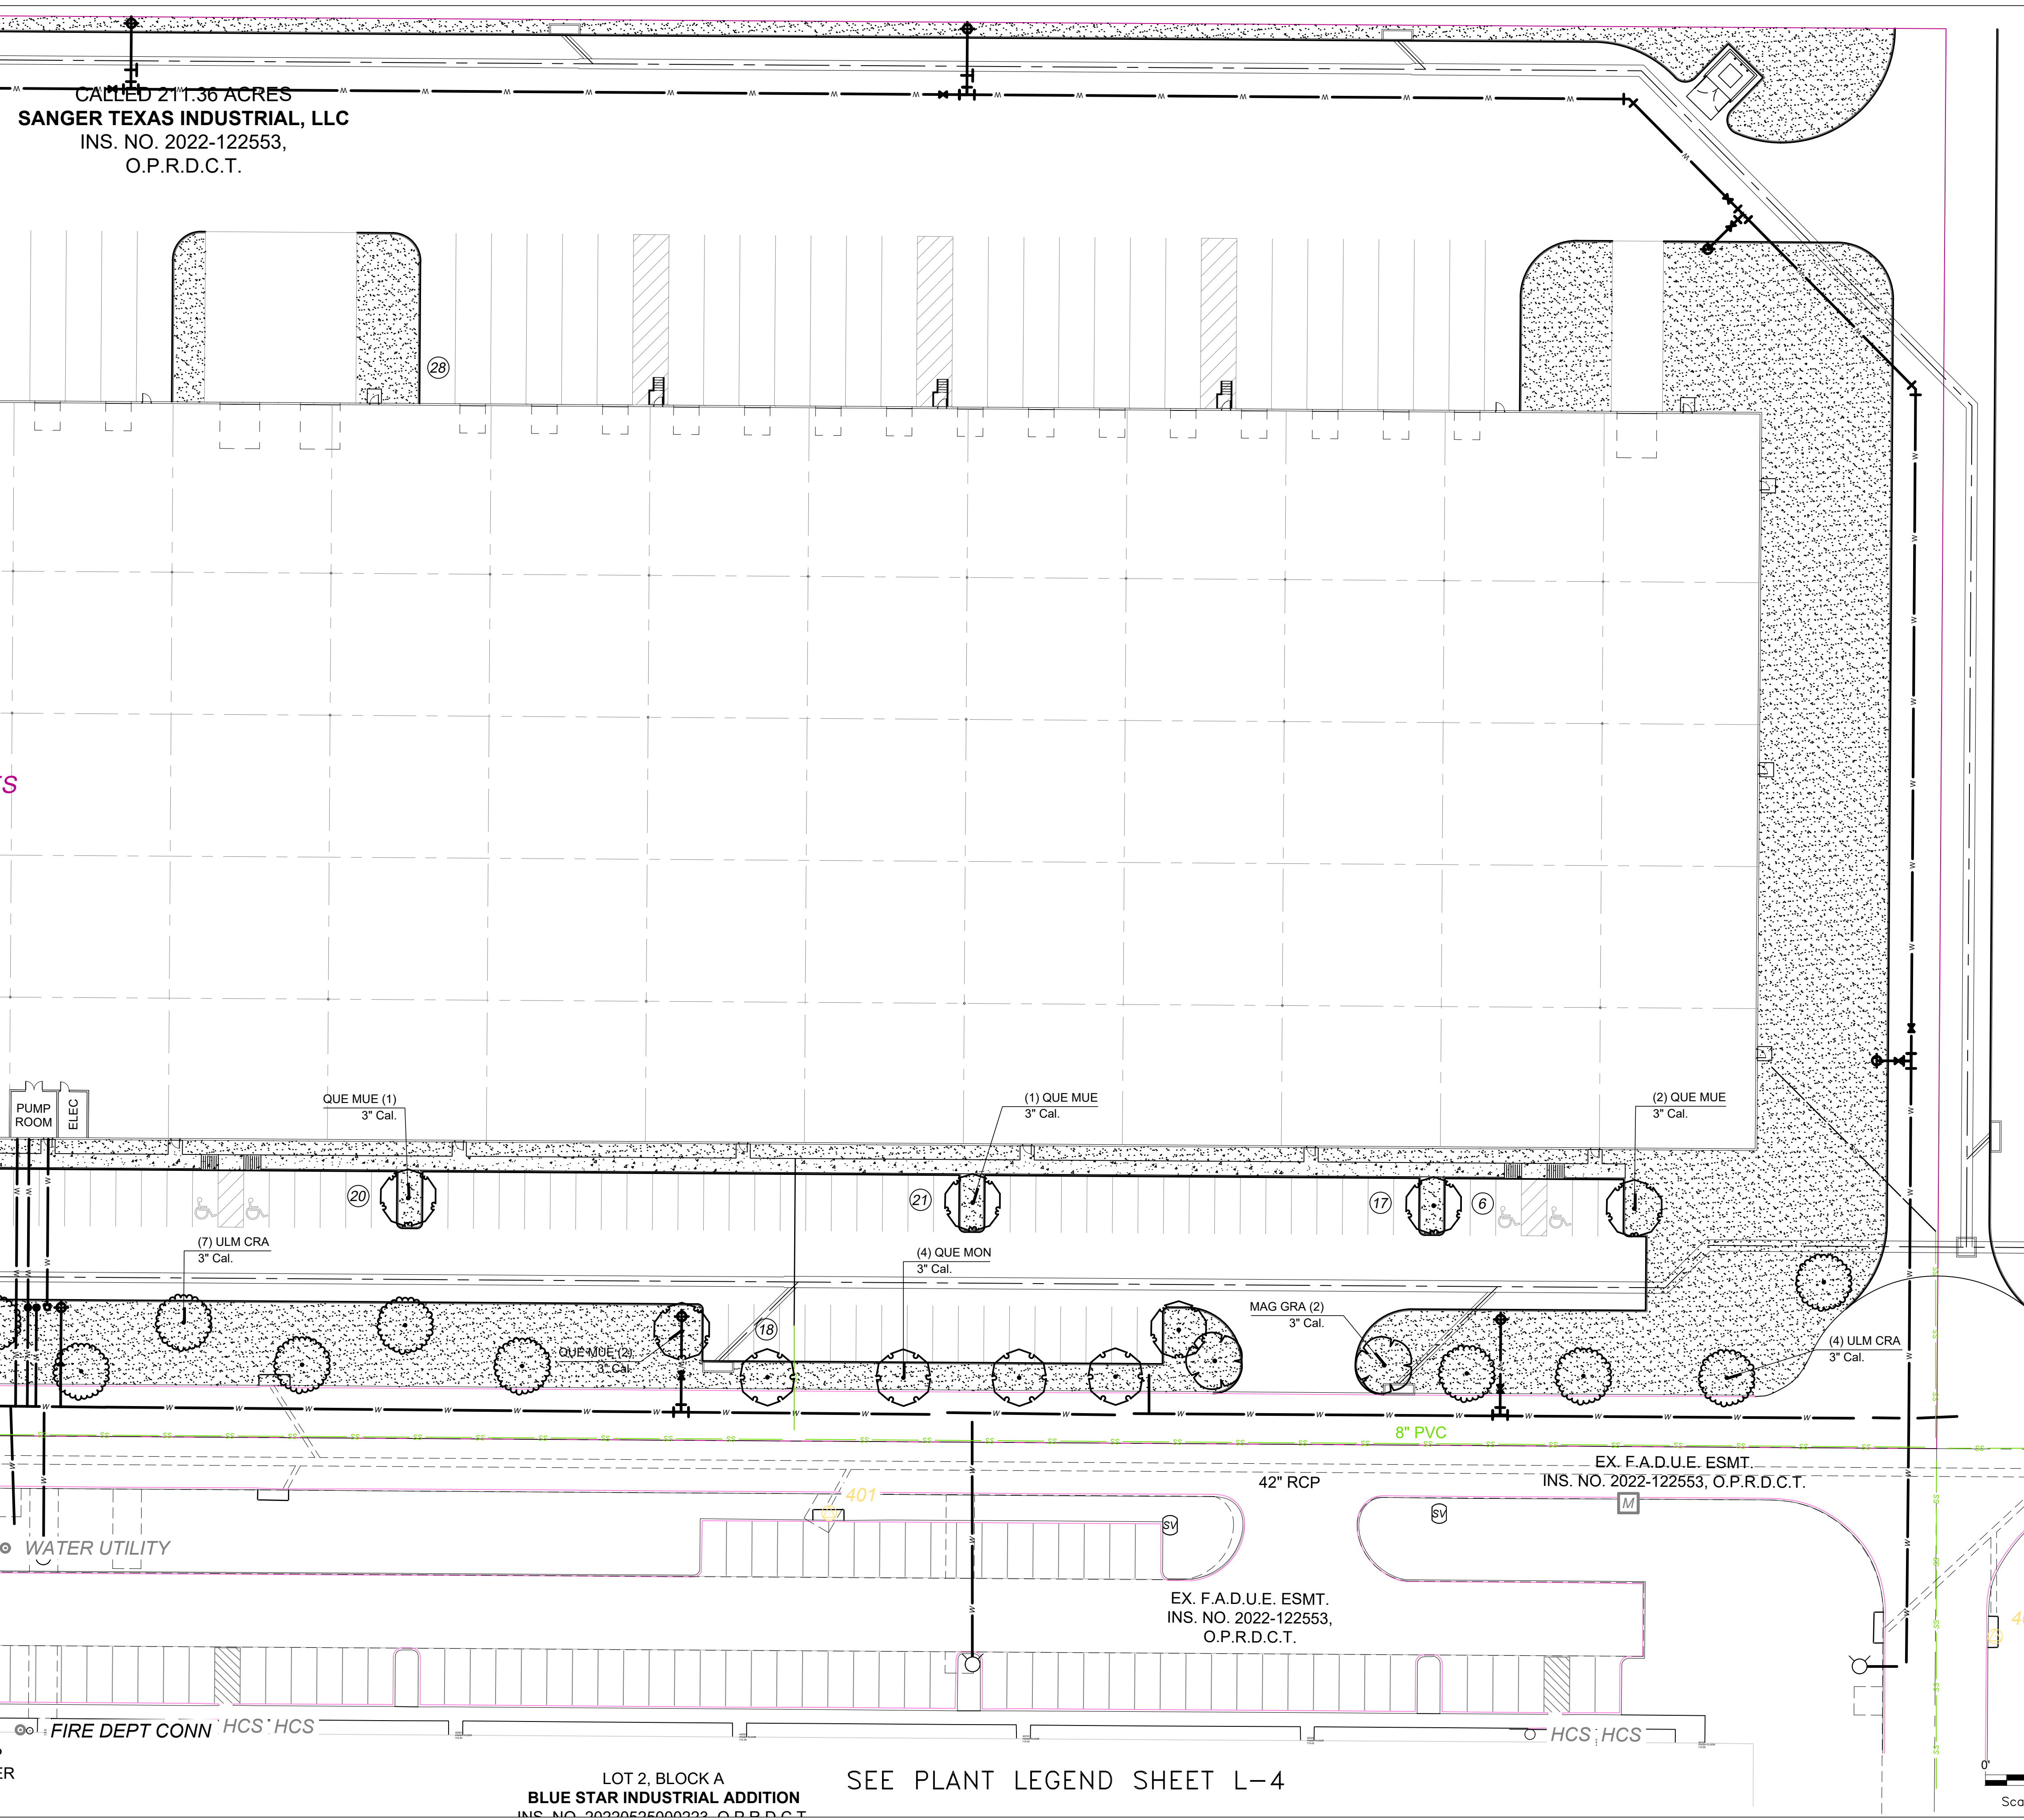 CALLED 211.36 ACRES
SANGER TEXAS INDUSTRIAL, LLC
INS. NO. 2022-122553,
O.P.R.D.C.T.
28
PUMP
ROOM
ELEC
QUE MUE (1)
3" Cal.
(1) QUE MUE
3" Cal.
(2) QUE MUE
3" Cal.
20
21
17
6
(7) ULM CRA
3" Cal.
(4) QUE MON
3" Cal.
MAG GRA (2)
3" Cal.
18
QUE MUE (2)
3" Cal.
(4) ULM CRA
3" Cal.
8" PVC
42" RCP
EX. F.A.D.U.E. ESMT.
INS. NO. 2022-122553, O.P.R.D.C.T.
401
M
SV
SV
WATER UTILITY
EX. F.A.D.U.E. ESMT.
INS. NO. 2022-122553,
O.P.R.D.C.T.
FIRE DEPT CONN
HCS HCS
HCS HCS
ER
0'
LOT 2, BLOCK A
BLUE STAR INDUSTRIAL ADDITION
INS. NO. 20220525000223, O.P.R.D.C.T.
SEE PLANT LEGEND SHEET L-4
Sca